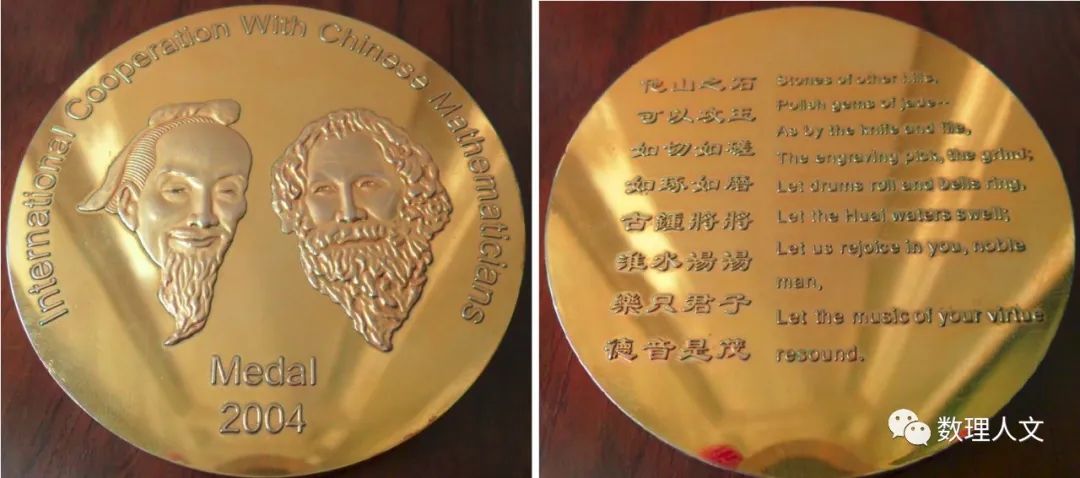 International Cooperation With Chinese Mathematicians
Medal
2004
他山之石
可以攻玉
如切如磋
如琢如磨
古鍾將將
淮水湯湯
樂只君子
德音是茂
Stones of other hills,
Polish gems of jade--
As by the knife and file,
The engraving pick, the grind;
Let drums roll and bells ring,
Let the Huai waters swell;
Let us rejoice in you, noble
man,
Let the music of your virtue
resound.
数理人文